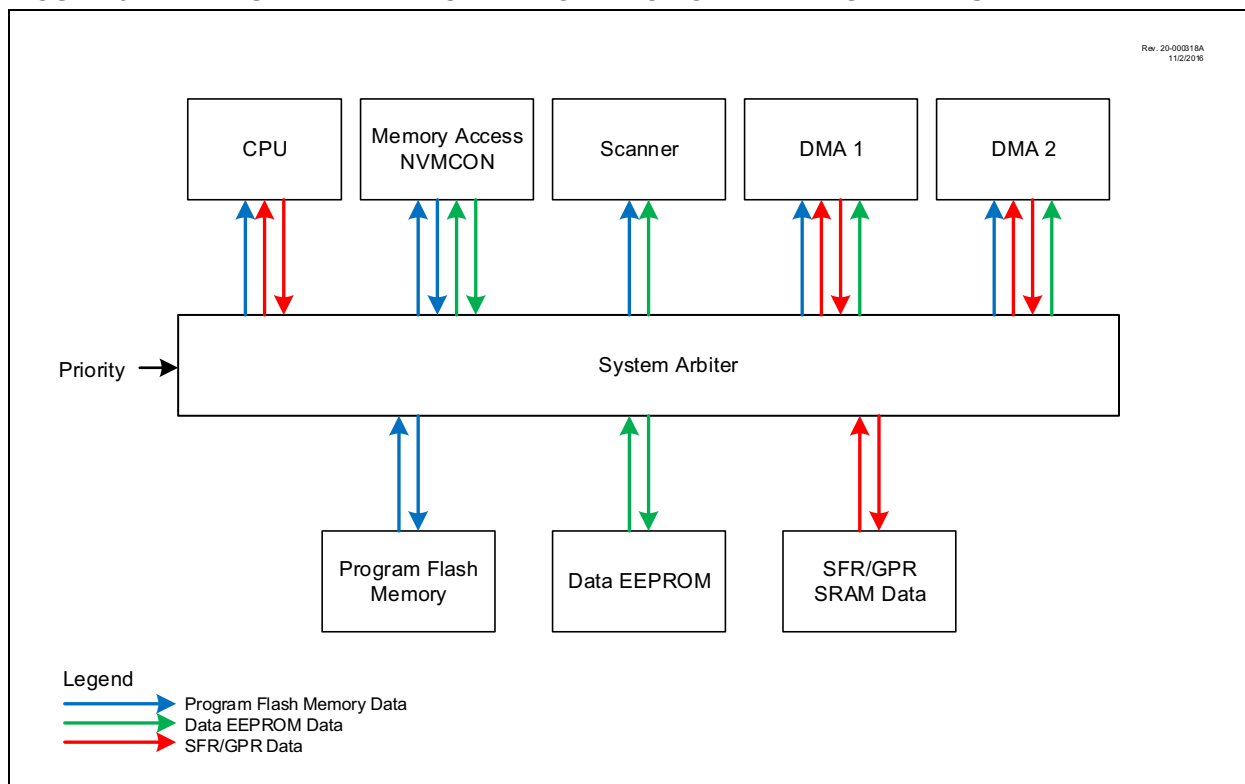 Rev. 20-000318A
11/2/2016
CPU
Memory Access
NVMCON
Scanner
DMA 1
DMA 2
Priority
System Arbiter
Program Flash
Memory
Data EEPROM
SFR/GPR
SRAM Data
Legend
Program Flash Memory Data
Data EEPROM Data
SFR/GPR Data